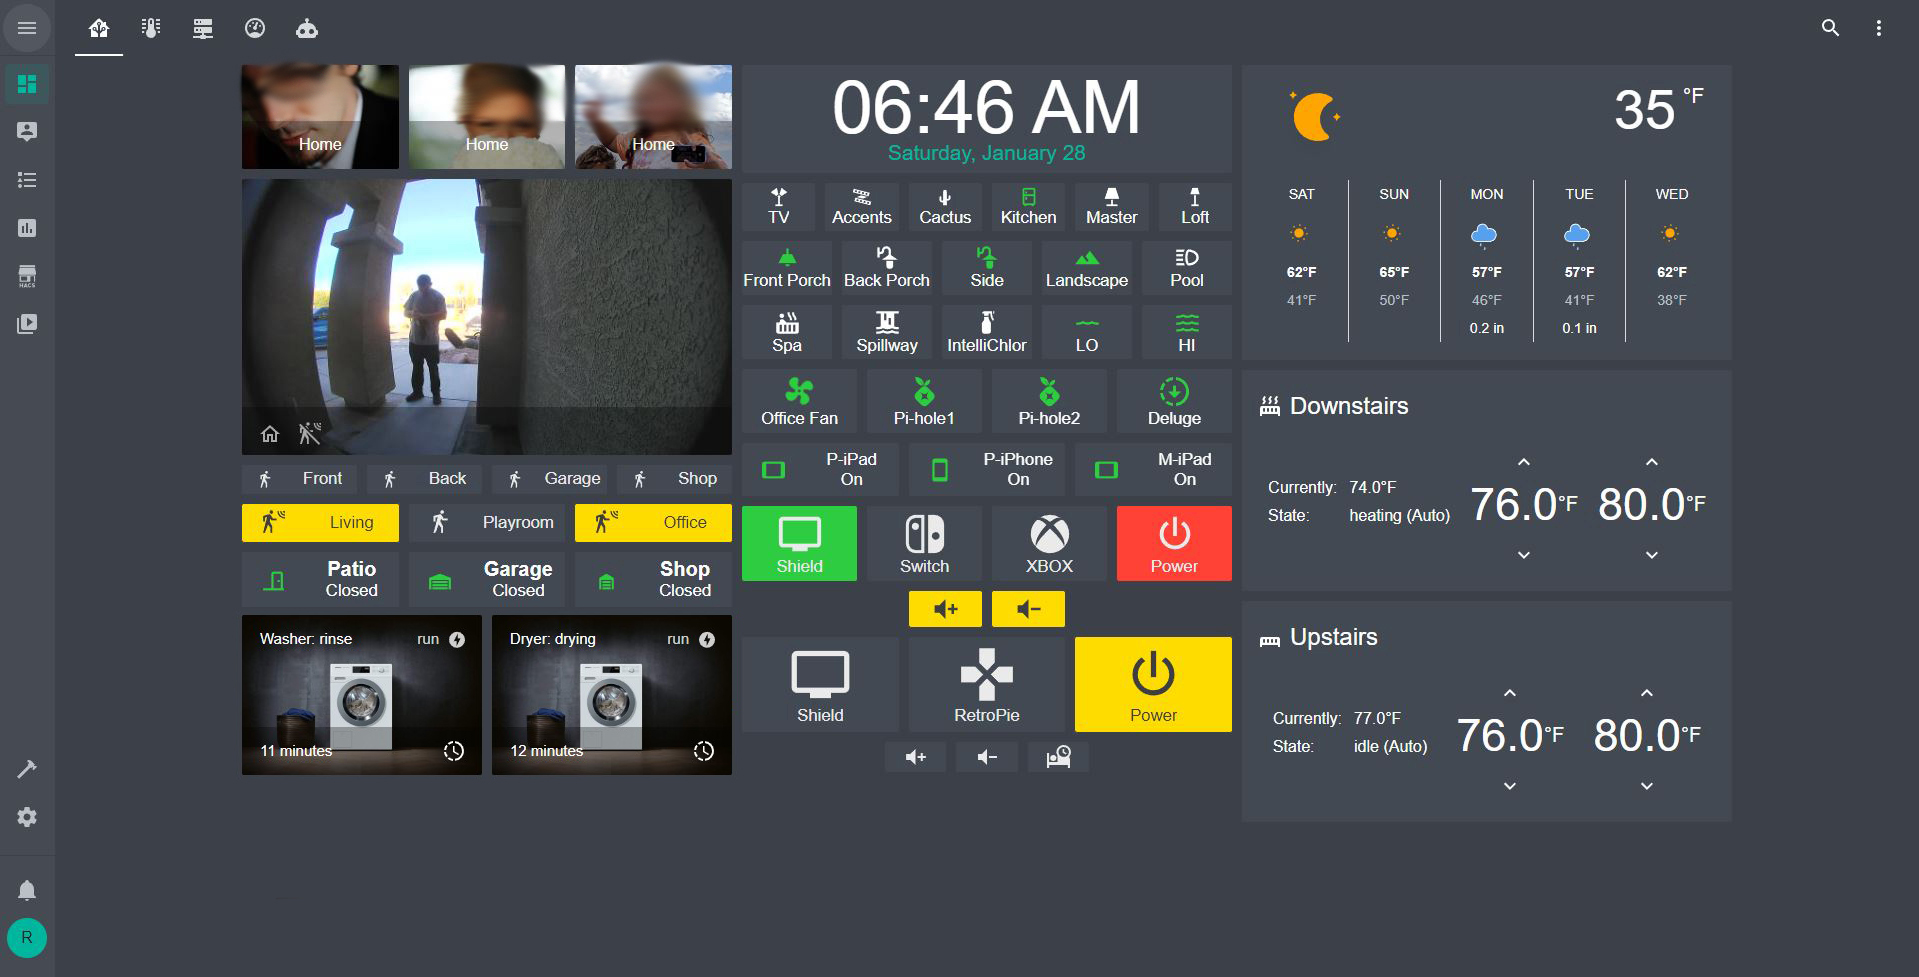 HACS
R
Home
Home
Home
Front
Back
Garage
Shop
Living
Playroom
Office
Patio
Closed
Garage
Closed
Shop
Closed
Washer: rinse
run
11 minutes
Dryer: drying
run
12 minutes
06:46 AM
Saturday, January 28
TV
Accents
Cactus
Kitchen
Master
Loft
Front Porch
Back Porch
Side
Landscape
Pool
Spa
Spillway
IntelliChlor
LO
HI
Office Fan
Pi-hole1
Pi-hole2
Deluge
P-iPad
On
P-iPhone
On
M-iPad
On
Shield
Switch
XBOX
Power
Shield
RetroPie
Power
35 °F
SAT
SUN
MON
TUE
WED
62°F
65°F
57°F
57°F
62°F
41°F
50°F
46°F
41°F
38°F
0.2 in
0.1 in
Downstairs
Currently: 74.0°F
State: heating (Auto)
76.0°F
80.0°F
Upstairs
Currently: 77.0°F
State: idle (Auto)
76.0°F
80.0°F